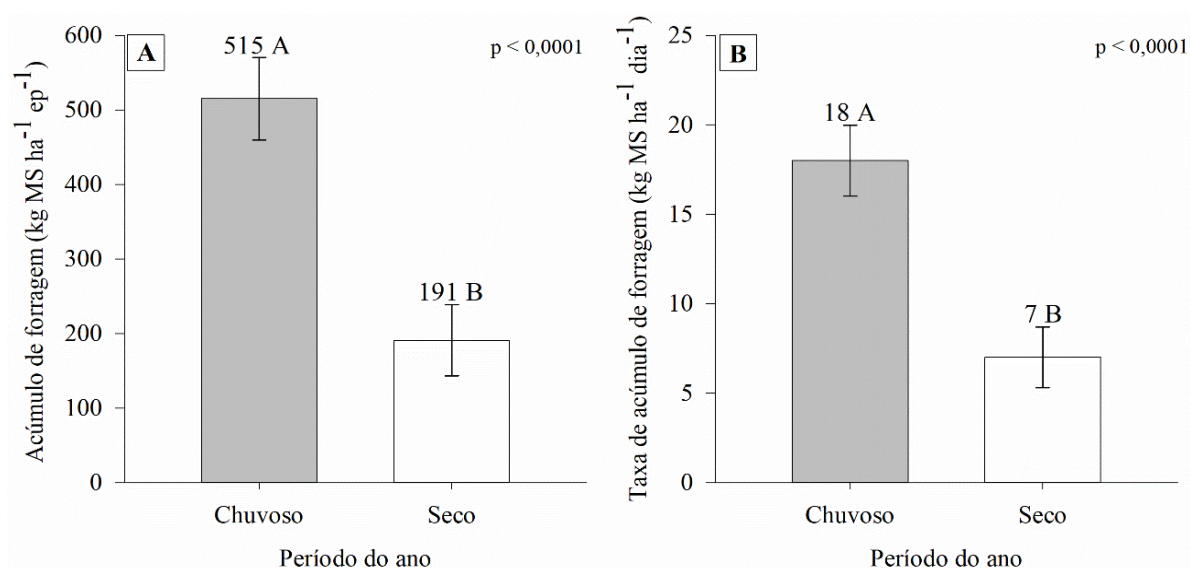 A
p < 0,0001
Acúmulo de forragem (kg MS ha⁻¹ ep⁻¹)
600
500
400
300
200
100
0
515 A
191 B
Chuvoso
Seco
Período do ano
B
p < 0,0001
Taxa de acúmulo de forragem (kg MS ha⁻¹ dia⁻¹)
25
20
15
10
5
0
18 A
7 B
Chuvoso
Seco
Período do ano